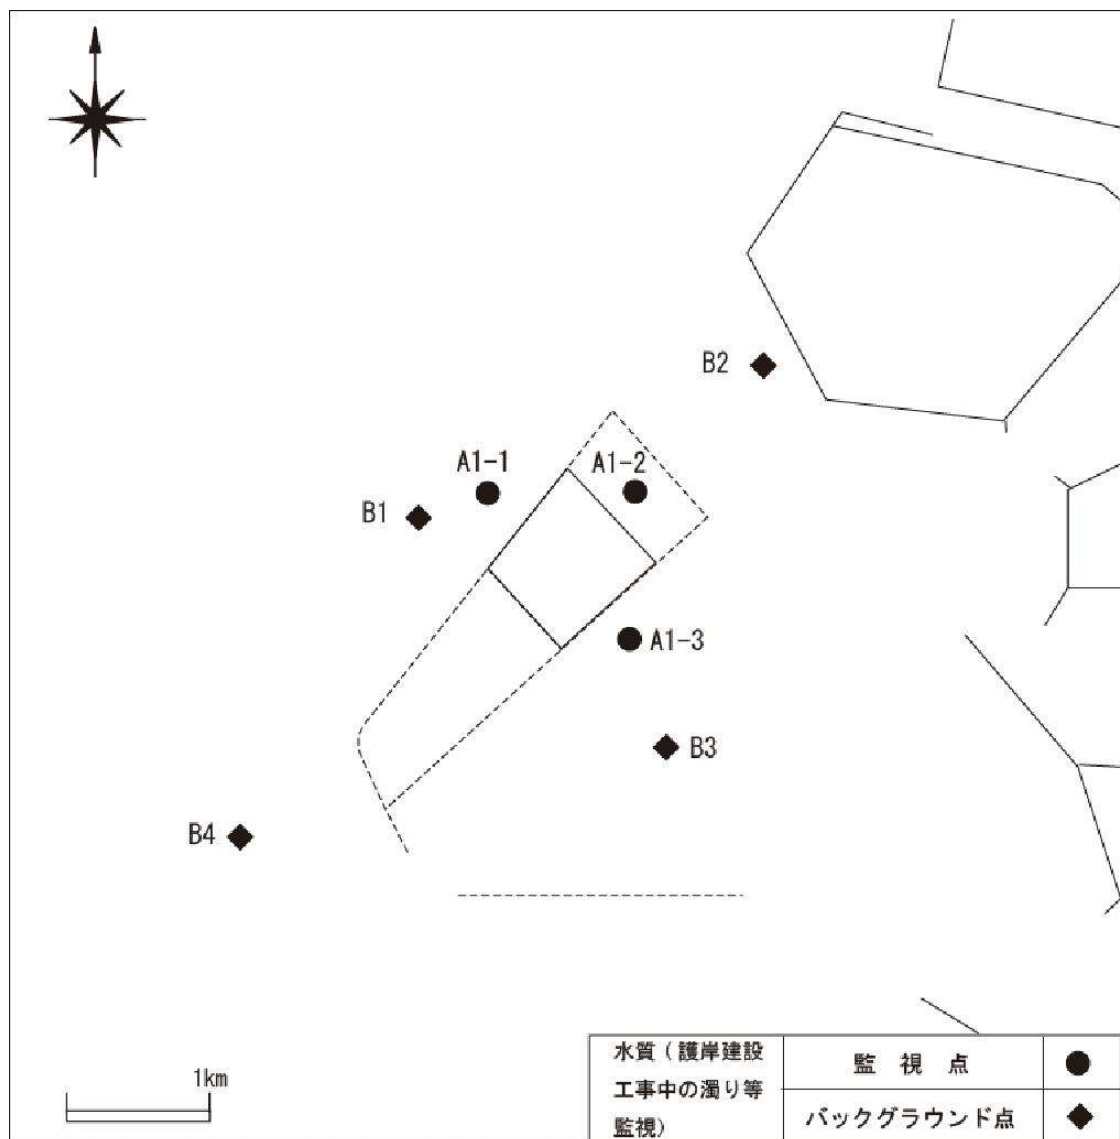 B2
A1-1
A1-2
B1
A1-3
B3
B4
1km
水質（護岸建設
工事中の濁り等
監視）
監 視 点
バックグラウンド点